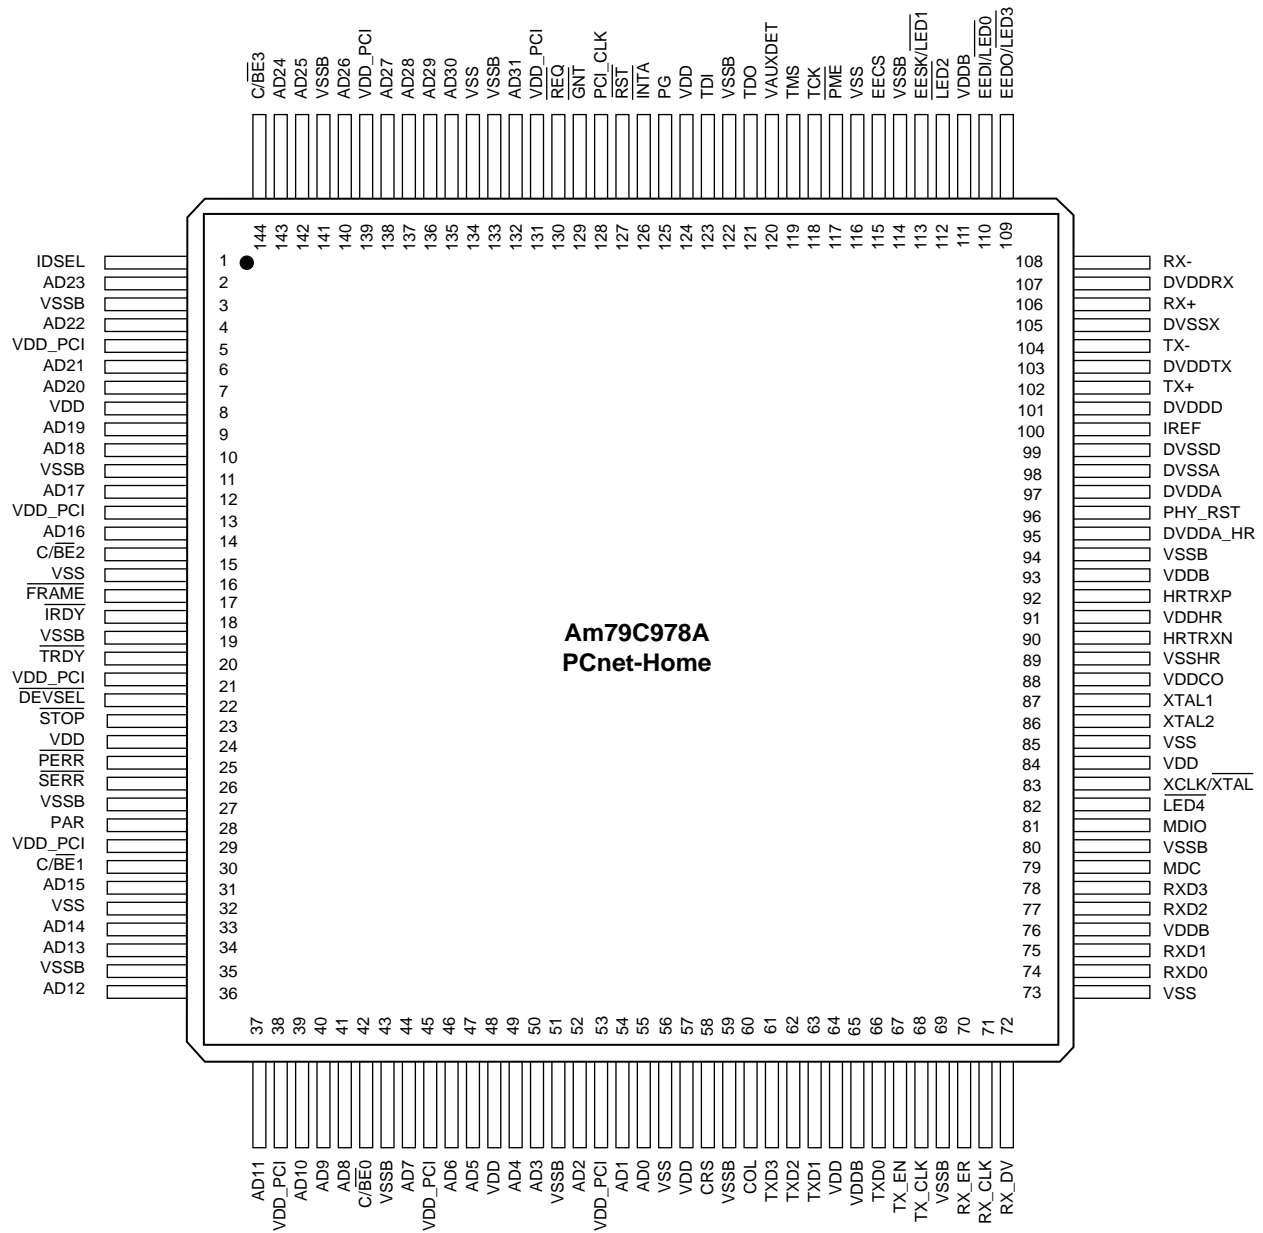 C/BE3 AD24 AD25 VSSB AD26 VDD_PCI AD27 AD28 AD29 AD30 VSS VSSB AD31 VDD_PCI REQ GNT PCI_CLK RST INTA PG VDD TDI VSSB TDO VAUXDET TMS TCK PME VSS EECS VSSB EESK/LED1 LED2 VDDB EEDI/LED0 EEDO/LED3
144 143 142 141 140 139 138 137 136 135 134 133 132 131 130 129 128 127 126 125 124 123 122 121 120 119 118 117 116 115 114 113 112 111 110 109
IDSEL 1 108 RX-
AD23 2 107 DVDDRX
VSSB 3 106 RX+
AD22 4 105 DVSSX
VDD_PCI 5 104 TX-
AD21 6 103 DVDDTX
AD20 7 102 TX+
VDD 8 101 DVDDD
AD19 9 100 IREF
AD18 10 99 DVSSD
VSSB 11 98 DVSSA
AD17 12 97 DVDDA
VDD_PCI 13 96 PHY_RST
AD16 14 95 DVDDA_HR
C/BE2 15 94 VSSB
VSS 16 93 VDDB
FRAME 17 92 HRTRXP
IRDY 18 91 VDDHR
VSSB 19 90 HRTRXN
TRDY 20 89 VSSHR
VDD_PCI 21 88 VDDCO
DEVSEL 22 87 XTAL1
STOP 23 86 XTAL2
VDD 24 85 VSS
PERR 25 84 VDD
SERR 26 83 XCLK/XTAL
VSSB 27 82 LED4
PAR 28 81 MDIO
VDD_PCI 29 80 VSSB
C/BE1 30 79 MDC
AD15 31 78 RXD3
VSS 32 77 RXD2
AD14 33 76 VDDB
AD13 34 75 RXD1
VSSB 35 74 RXD0
AD12 36 73 VSS
Am79C978A
PCnet-Home
37 38 39 40 41 42 43 44 45 46 47 48 49 50 51 52 53 54 55 56 57 58 59 60 61 62 63 64 65 66 67 68 69 70 71 72
AD11 VDD_PCI AD10 AD9 AD8 C/BE0 VSSB AD7 VDD_PCI AD6 AD5 VDD AD4 AD3 VSSB AD2 VDD_PCI AD1 AD0 VSS VDD CRS VSSB COL TXD3 TXD2 TXD1 VDD VDDB TXD0 TX_EN TX_CLK VSSB RX_ER RX_CLK RX_DV